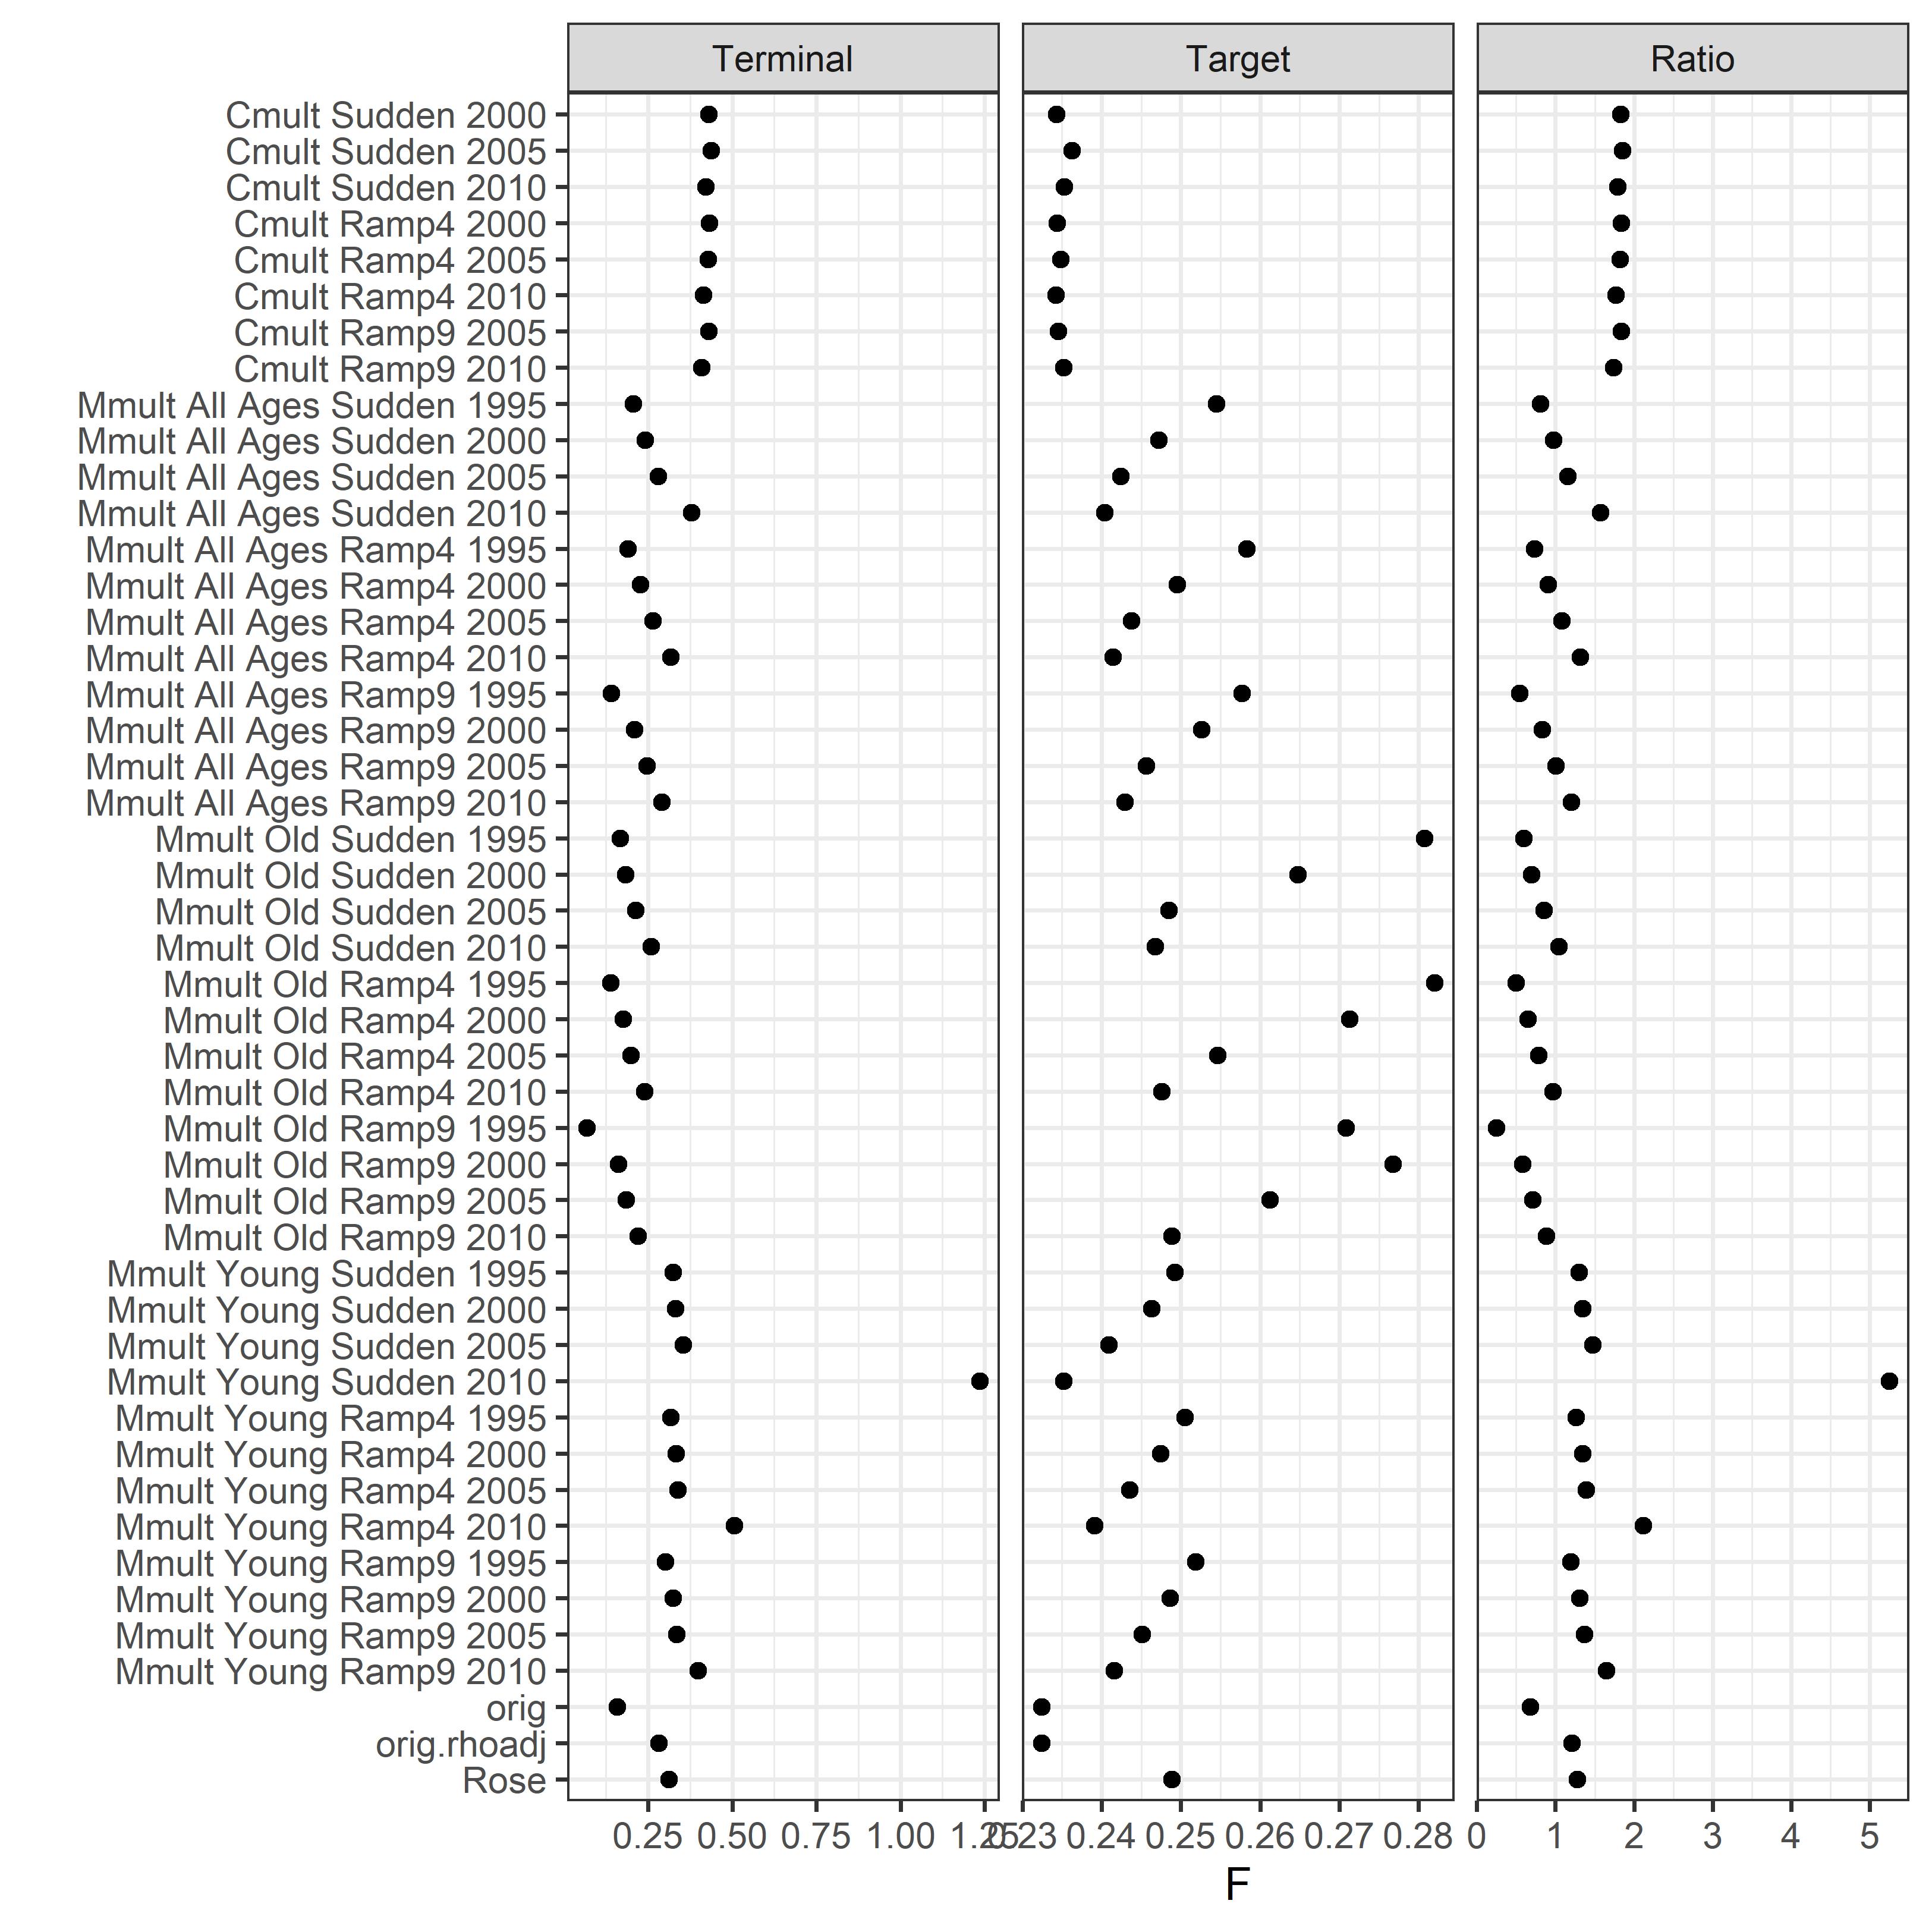 Terminal Target Ratio
Cmult Sudden 2000
Cmult Sudden 2005
Cmult Sudden 2010
Cmult Ramp4 2000
Cmult Ramp4 2005
Cmult Ramp4 2010
Cmult Ramp9 2005
Cmult Ramp9 2010
Mmult All Ages Sudden 1995
Mmult All Ages Sudden 2000
Mmult All Ages Sudden 2005
Mmult All Ages Sudden 2010
Mmult All Ages Ramp4 1995
Mmult All Ages Ramp4 2000
Mmult All Ages Ramp4 2005
Mmult All Ages Ramp4 2010
Mmult All Ages Ramp9 1995
Mmult All Ages Ramp9 2000
Mmult All Ages Ramp9 2005
Mmult All Ages Ramp9 2010
Mmult Old Sudden 1995
Mmult Old Sudden 2000
Mmult Old Sudden 2005
Mmult Old Sudden 2010
Mmult Old Ramp4 1995
Mmult Old Ramp4 2000
Mmult Old Ramp4 2005
Mmult Old Ramp4 2010
Mmult Old Ramp9 1995
Mmult Old Ramp9 2000
Mmult Old Ramp9 2005
Mmult Old Ramp9 2010
Mmult Young Sudden 1995
Mmult Young Sudden 2000
Mmult Young Sudden 2005
Mmult Young Sudden 2010
Mmult Young Ramp4 1995
Mmult Young Ramp4 2000
Mmult Young Ramp4 2005
Mmult Young Ramp4 2010
Mmult Young Ramp9 1995
Mmult Young Ramp9 2000
Mmult Young Ramp9 2005
Mmult Young Ramp9 2010
orig
orig.rhoadj
Rose
0.25 0.50 0.75 1.00 1.25 0.23 0.24 0.25 0.26 0.27 0.28 0 1 2 3 4 5
F